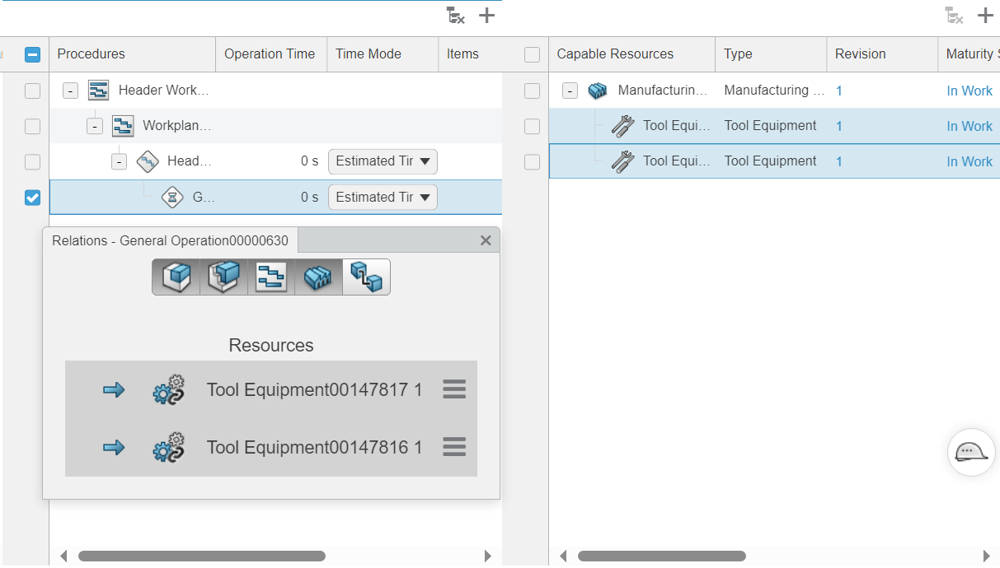 Procedures Operation Time Time Mode Items
Header Work...
Workplan...
Head... 0 s Estimated Tir
G... 0 s Estimated Tir
Relations - General Operation00000630
Resources
Tool Equipment00147817 1
Tool Equipment00147816 1
Capable Resources Type Revision Maturity S
Manufacturin... Manufacturing ... 1 In Work
Tool Equi... Tool Equipment 1 In Work
Tool Equi... Tool Equipment 1 In Work